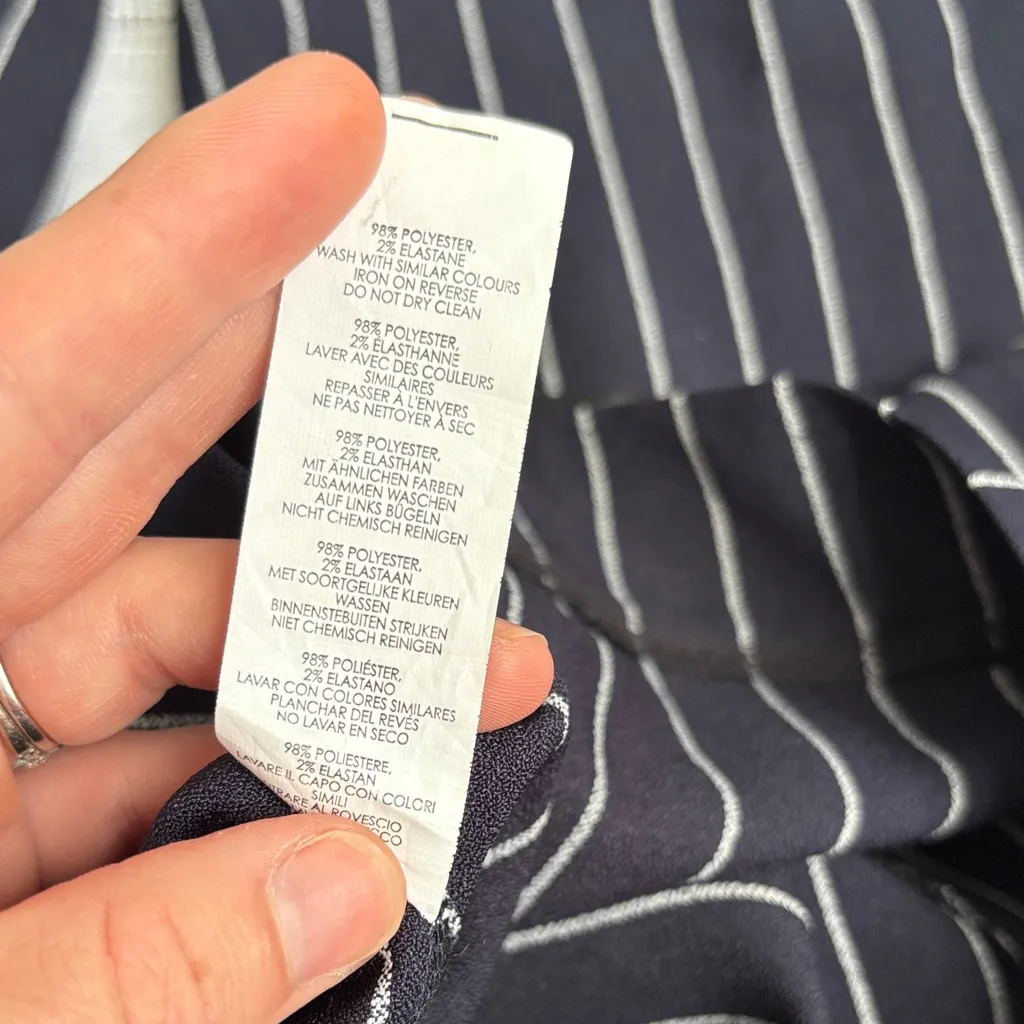 98% POLYESTER,
2% ELASTANE
WASH WITH SIMILAR COLOURS
IRON ON REVERSE
DO NOT DRY CLEAN
98% POLYESTER,
2% ÉLASTHANNE
LAVER AVEC DES COULEURS
SIMILAIRES
REPASSER À L'ENVERS
NE PAS NETTOYER À SEC
98% POLYESTER,
2% ELASTHAN
MIT ÄHNLICHEN FARBEN
ZUSAMMEN WASCHEN
AUF LINKS BÜGELN
NICHT CHEMISCH REINIGEN
98% POLYESTER,
2% ELASTAAN
MET SOORTGELIJKE KLEUREN
WASSEN
BINNENSTEBUITEN STRIJKEN
NIET CHEMISCH REINIGEN
98% POLIÉSTER,
2% ELASTANO
LAVAR CON COLORES SIMILARES
PLANCHAR DEL REVÉS
NO LAVAR EN SECO
98% POLIESTERE,
2% ELASTAN
LAVARE IL CAPO CON COLORI
SIMILI
AL ROVESCIO